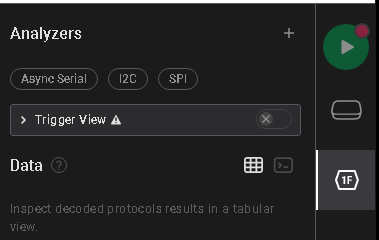 Analyzers
Async Serial I2C SPI
Trigger View
Data
1F
Inspect decoded protocols results in a tabular
view.